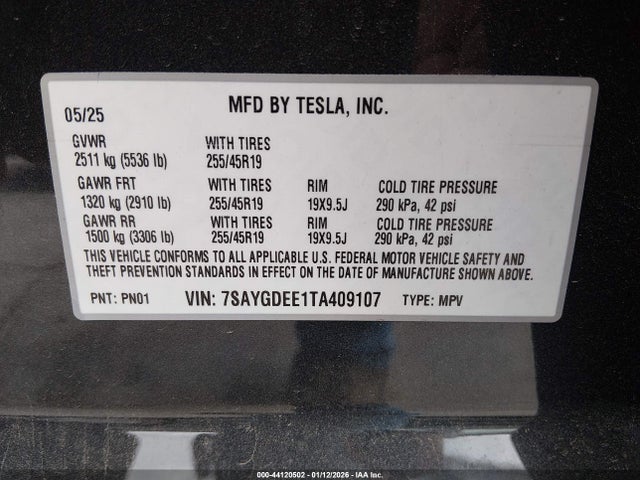 05/25 MFD BY TESLA, INC.
GVWR WITH TIRES
2511 kg (5536 lb) 255/45R19
GAWR FRT WITH TIRES RIM COLD TIRE PRESSURE
1320 kg (2910 lb) 255/45R19 19X9.5J 290 kPa, 42 psi
GAWR RR WITH TIRES RIM COLD TIRE PRESSURE
1500 kg (3306 lb) 255/45R19 19X9.5J 290 kPa, 42 psi
THIS VEHICLE CONFORMS TO ALL APPLICABLE U.S. FEDERAL MOTOR VEHICLE SAFETY AND
THEFT PREVENTION STANDARDS IN EFFECT ON THE DATE OF MANUFACTURE SHOWN ABOVE.
PNT: PN01 VIN: 7SAYGDEE1TA409107 TYPE: MPV
000-44120502 - 01/12/2026 - IAA Inc.